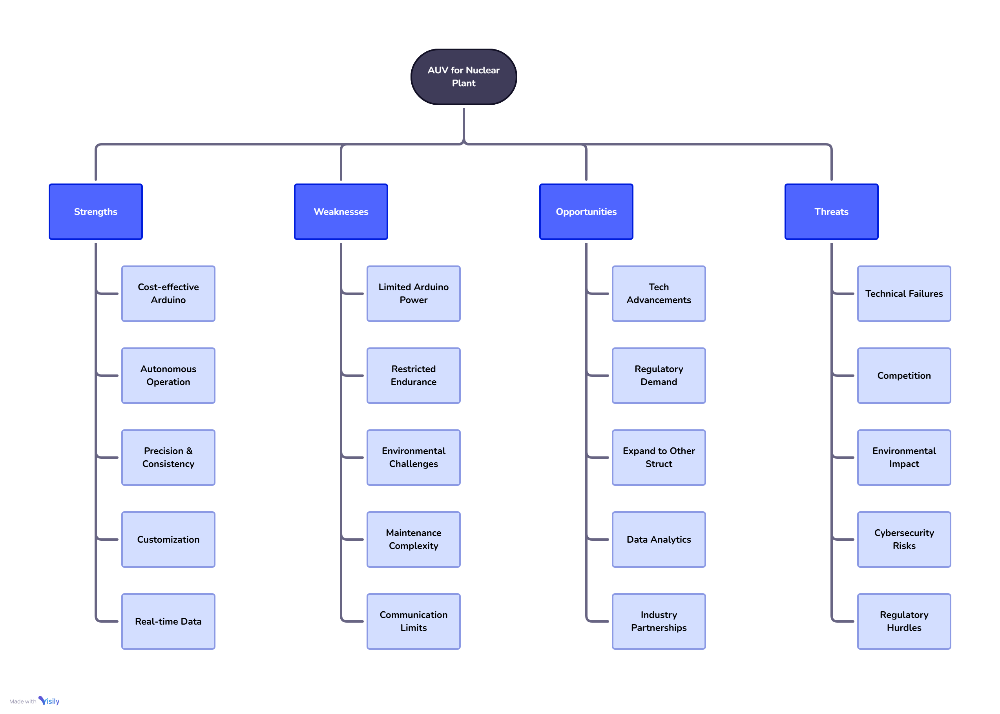 AUV for Nuclear
Plant
Strengths
Weaknesses
Opportunities
Threats
Cost-effective
Arduino
Limited Arduino
Power
Tech
Advancements
Technical Failures
Autonomous
Operation
Restricted
Endurance
Regulatory
Demand
Competition
Precision &
Consistency
Environmental
Challenges
Expand to Other
Struct
Environmental
Impact
Customization
Maintenance
Complexity
Data Analytics
Cybersecurity
Risks
Real-time Data
Communication
Limits
Industry
Partnerships
Regulatory
Hurdles
Made with Visily